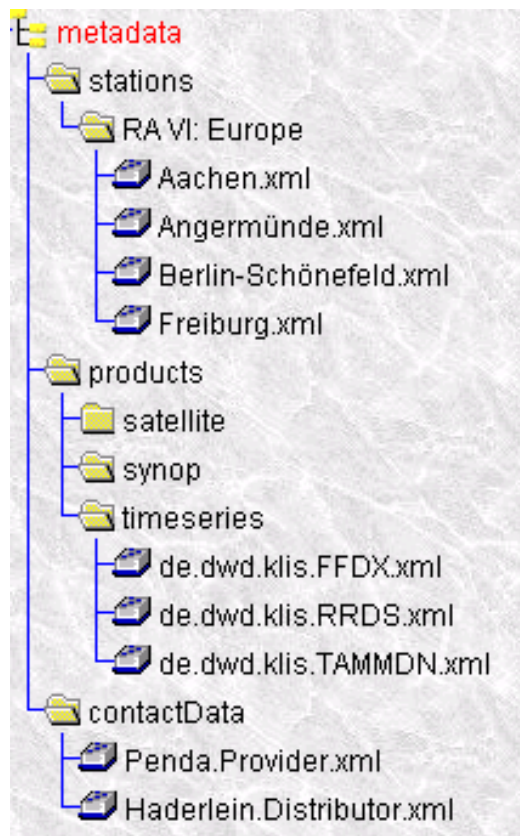 metadata
stations
RA VI: Europe
Aachen.xml
Angermünde.xml
Berlin-Schönefeld.xml
Freiburg.xml
products
satellite
synop
timeseries
de.dwd.klis.FFDX.xml
de.dwd.klis.RRDS.xml
de.dwd.klis.TAMMDN.xml
contactData
Penda.Provider.xml
Haderlein.Distributor.xml